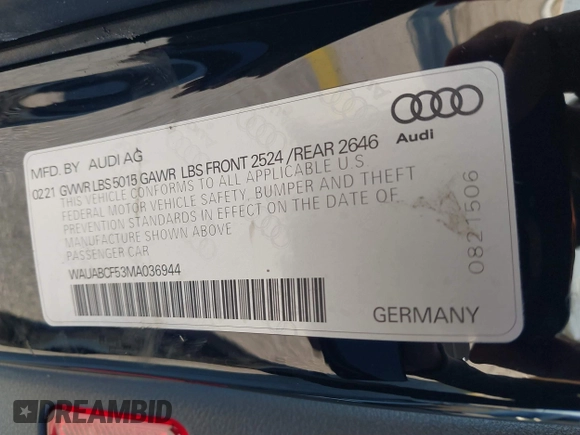 MFD. BY AUDI AG
0221 GVWR LBS 5015 GAWR LBS FRONT 2524 / REAR 2646
THIS VEHICLE CONFORMS TO ALL APPLICABLE U S
FEDERAL MOTOR VEHICLE SAFETY, BUMPER AND THEFT
PREVENTION STANDARDS IN EFFECT ON THE DATE OF
MANUFACTURE SHOWN ABOVE
PASSENGER CAR
WAUABCF53MA036944
Audi
0821506
GERMANY
DREAMBID